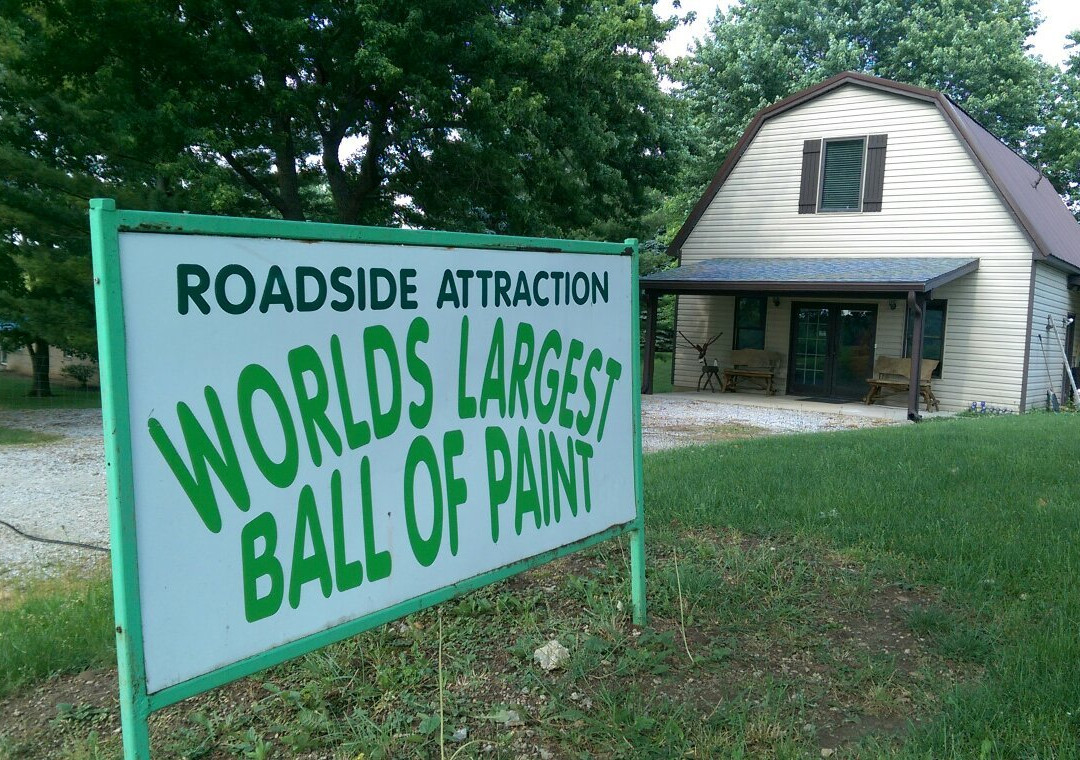 ROADSIDE ATTRACTION
WORLDS LARGEST
BALL OF PAINT